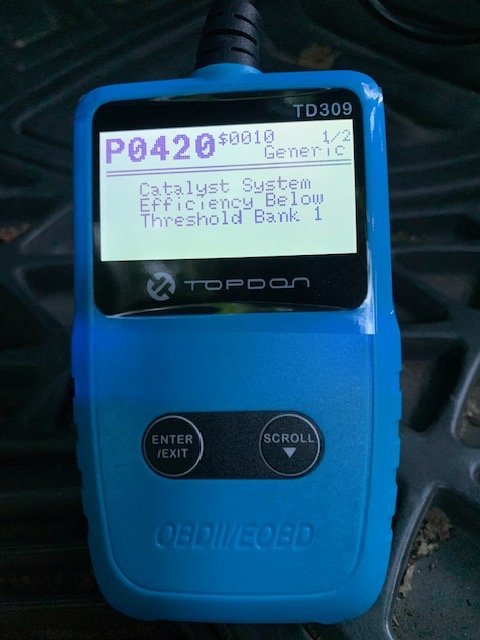 TD309
P0420 $0010 1/2
Generic
Catalyst System
Efficiency Below
Threshold Bank 1
TOPDON
ENTER
/EXIT
SCROLL
OBDII/EOBD